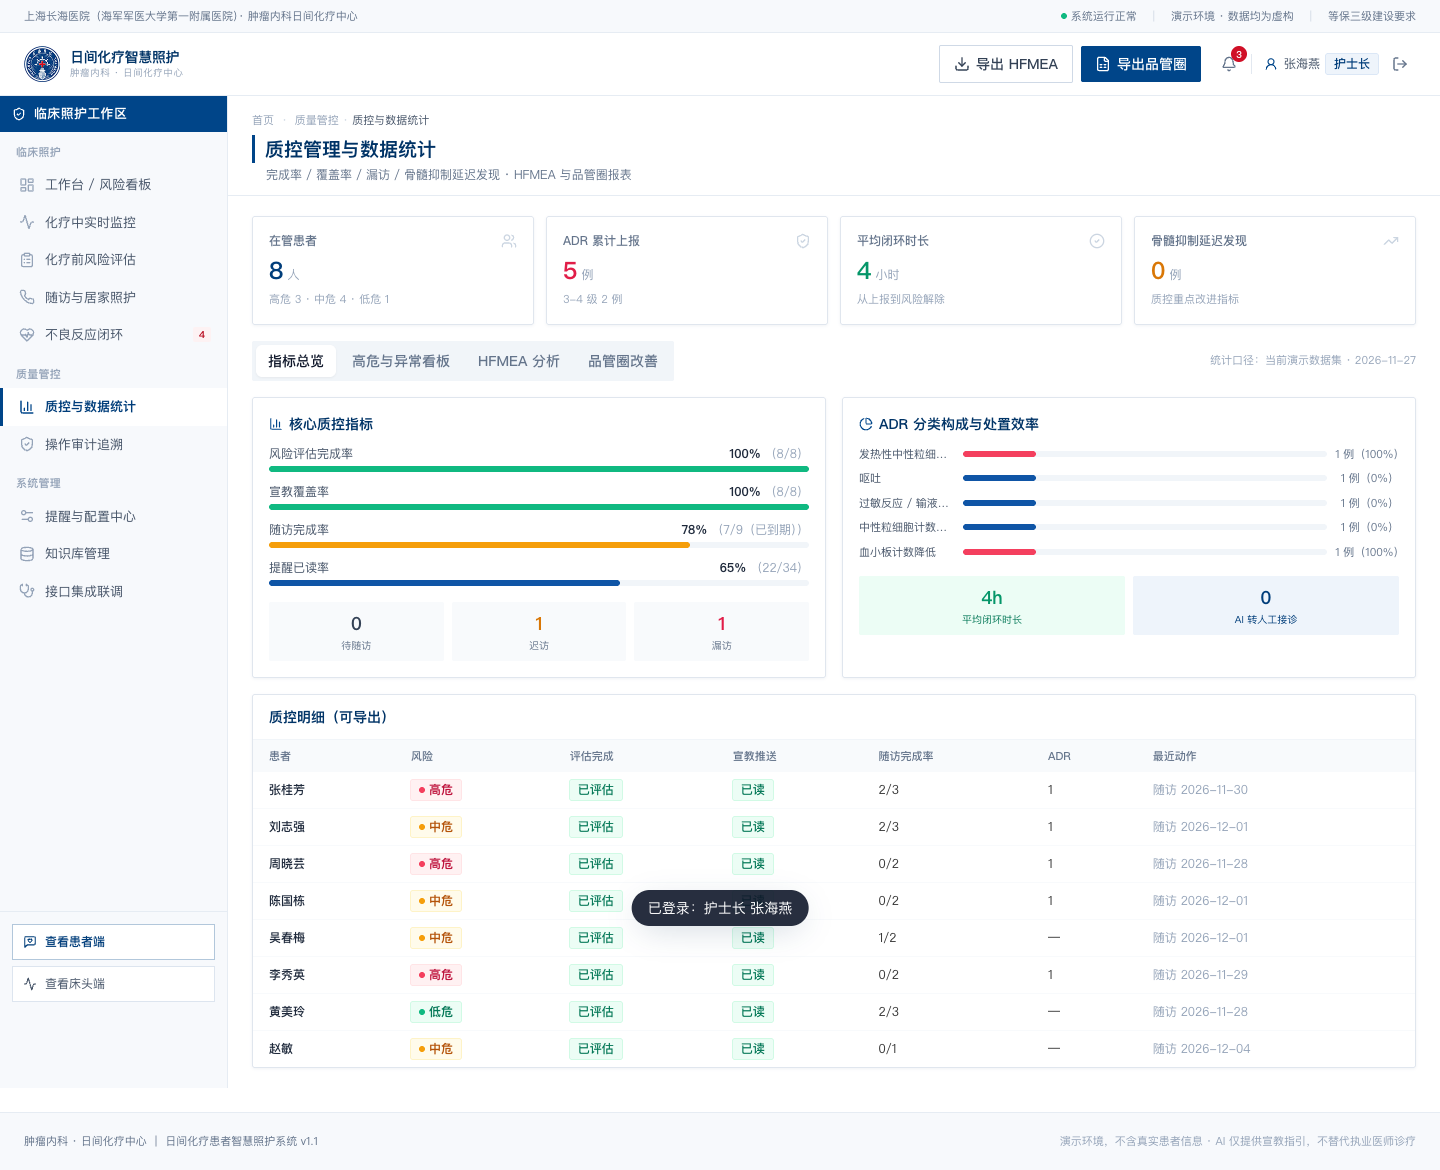 上海长海医院（海军军医大学第一附属医院）· 肿瘤内科日间化疗中心
系统运行正常 | 演示环境 · 数据均为虚构 | 等保三级建设要求
日间化疗智慧照护
肿瘤内科 · 日间化疗中心
导出 HFMEA
导出品管圈
3
张海燕 护士长
临床照护工作区
临床照护
工作台 / 风险看板
化疗中实时监控
化疗前风险评估
随访与居家照护
不良反应闭环 4
质量管控
质控与数据统计
操作审计追溯
系统管理
提醒与配置中心
知识库管理
接口集成联调
查看患者端
查看床头端
首页 · 质量管控 · 质控与数据统计
质控管理与数据统计
完成率 / 覆盖率 / 漏访 / 骨髓抑制延迟发现 · HFMEA 与品管圈报表
在管患者
8 人
高危 3 · 中危 4 · 低危 1
ADR 累计上报
5 例
3–4 级 2 例
平均闭环时长
4 小时
从上报到风险解除
骨髓抑制延迟发现
0 例
质控重点改进指标
指标总览 高危与异常看板 HFMEA 分析 品管圈改善
统计口径：当前演示数据集 · 2026-11-27
核心质控指标
风险评估完成率 100% （8/8）
宣教覆盖率 100% （8/8）
随访完成率 78% （7/9（已到期））
提醒已读率 65% （22/34）
0
待随访
1
迟访
1
漏访
ADR 分类构成与处置效率
发热性中性粒细... 1 例（100%）
呕吐 1 例（0%）
过敏反应 / 输液... 1 例（0%）
中性粒细胞计数... 1 例（0%）
血小板计数降低 1 例（100%）
4h
平均闭环时长
0
AI 转人工接诊
质控明细（可导出）
患者 风险 评估完成 宣教推送 随访完成率 ADR 最近动作
张桂芳 高危 已评估 已读 2/3 1 随访 2026-11-30
刘志强 中危 已评估 已读 2/3 1 随访 2026-12-01
周晓芸 高危 已评估 已读 0/2 1 随访 2026-11-28
陈国栋 中危 已评估 0/2 1 随访 2026-12-01
已登录：护士长 张海燕
吴春梅 中危 已评估 已读 1/2 — 随访 2026-12-01
李秀英 高危 已评估 已读 0/2 1 随访 2026-11-29
黄美玲 低危 已评估 已读 2/3 — 随访 2026-11-28
赵敏 中危 已评估 已读 0/1 — 随访 2026-12-04
肿瘤内科 · 日间化疗中心 | 日间化疗患者智慧照护系统 v1.1
演示环境，不含真实患者信息 · AI 仅提供宣教指引，不替代执业医师诊疗